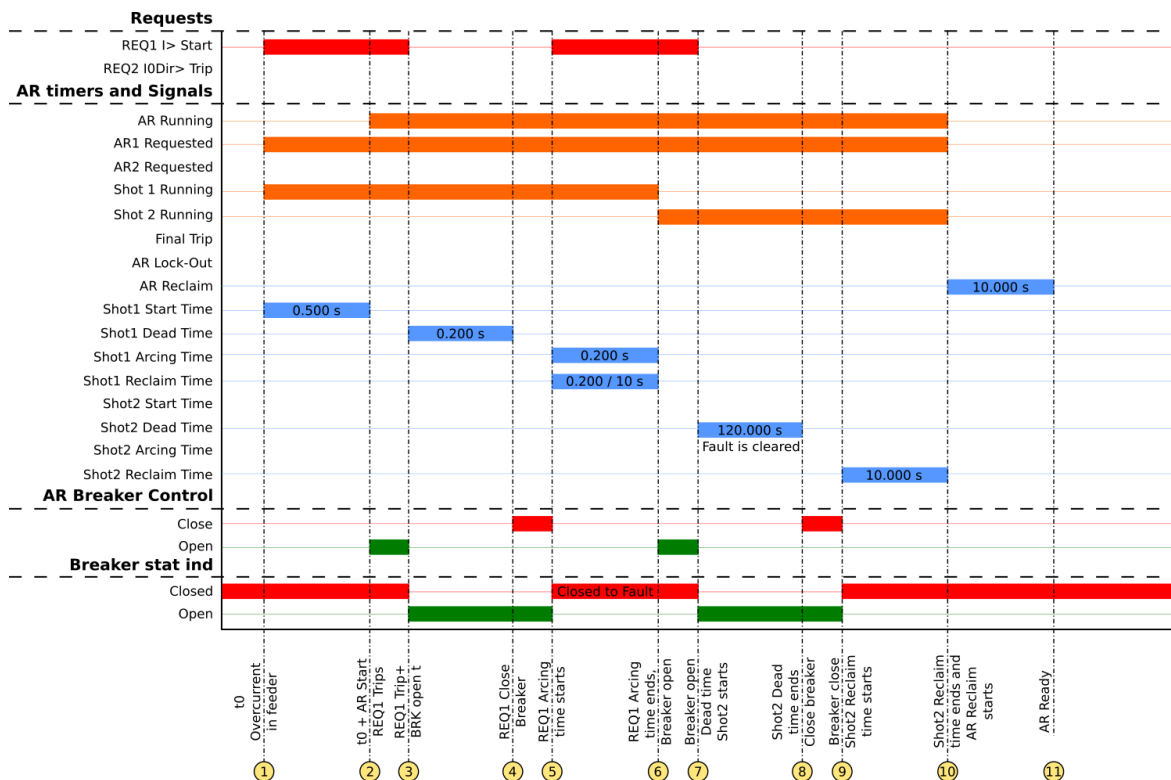 Requests
REQ1 I> Start
REQ2 I0Dir> Trip
AR timers and Signals
AR Running
AR1 Requested
AR2 Requested
Shot 1 Running
Shot 2 Running
Final Trip
AR Lock-Out
AR Reclaim
10.000 s
Shot1 Start Time
0.500 s
Shot1 Dead Time
0.200 s
Shot1 Arcing Time
0.200 s
Shot1 Reclaim Time
0.200 / 10 s
Shot2 Start Time
Shot2 Dead Time
120.000 s
Shot2 Arcing Time
Fault is cleared
Shot2 Reclaim Time
10.000 s
AR Breaker Control
Close
Open
Breaker stat ind
Closed
Closed to Fault
Open
t0
Overcurrent
in feeder
t0 + AR Start
REQ1 Trips
REQ1 Trip+
BRK open t
REQ1 Close
Breaker
REQ1 Arcing
time starts
REQ1 Arcing
time ends,
Breaker open
Breaker open
Dead time
Shot2 starts
Shot2 Dead
time ends
Close breaker
Breaker close
Shot2 Reclaim
time starts
Shot2 Reclaim
time ends and
AR Reclaim
starts
AR Ready
1
2
3
4
5
6
7
8
9
10
11